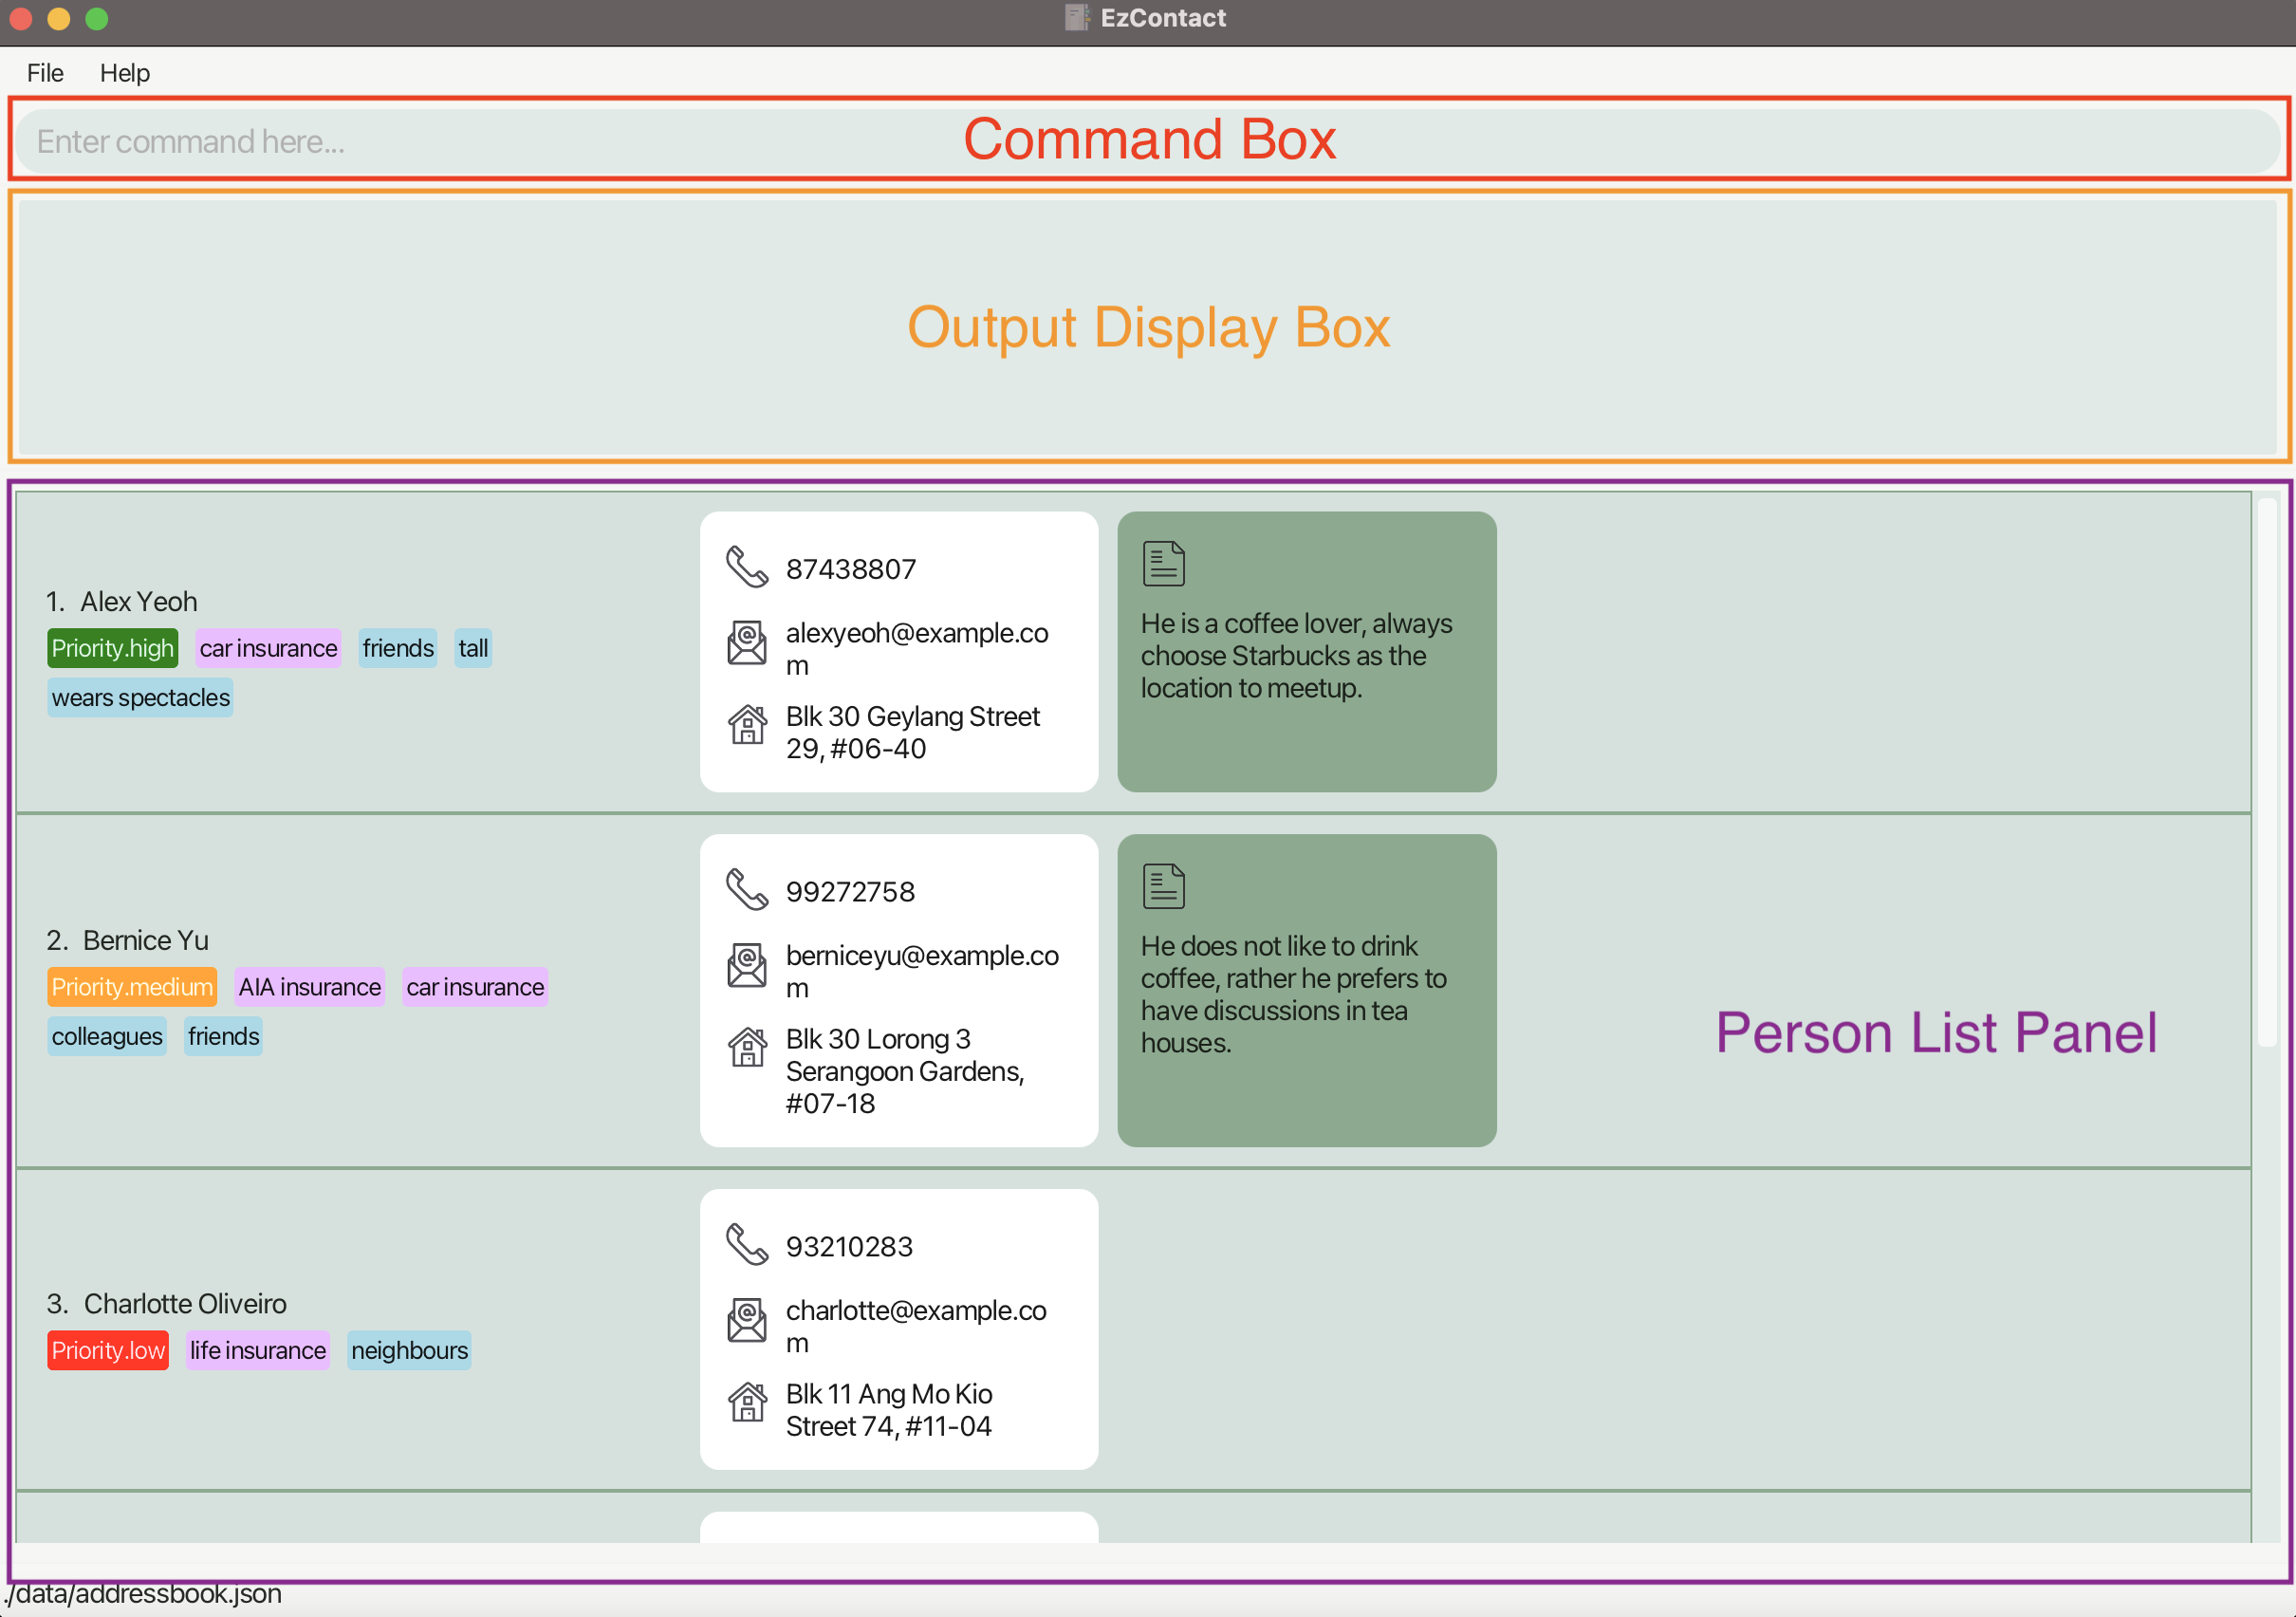 EzContact
File Help
Enter command here...
Command Box
Output Display Box
1. Alex Yeoh
Priority.high car insurance friends tall
wears spectacles
87438807
alexyeoh@example.co
m
Blk 30 Geylang Street
29, #06-40
He is a coffee lover, always
choose Starbucks as the
location to meetup.
2. Bernice Yu
Priority.medium AIA insurance car insurance
colleagues friends
99272758
berniceyu@example.co
m
Blk 30 Lorong 3
Serangoon Gardens,
#07-18
He does not like to drink
coffee, rather he prefers to
have discussions in tea
houses.
Person List Panel
3. Charlotte Oliveiro
Priority.low life insurance neighbours
93210283
charlotte@example.co
m
Blk 11 Ang Mo Kio
Street 74, #11-04
./data/addressbook.json